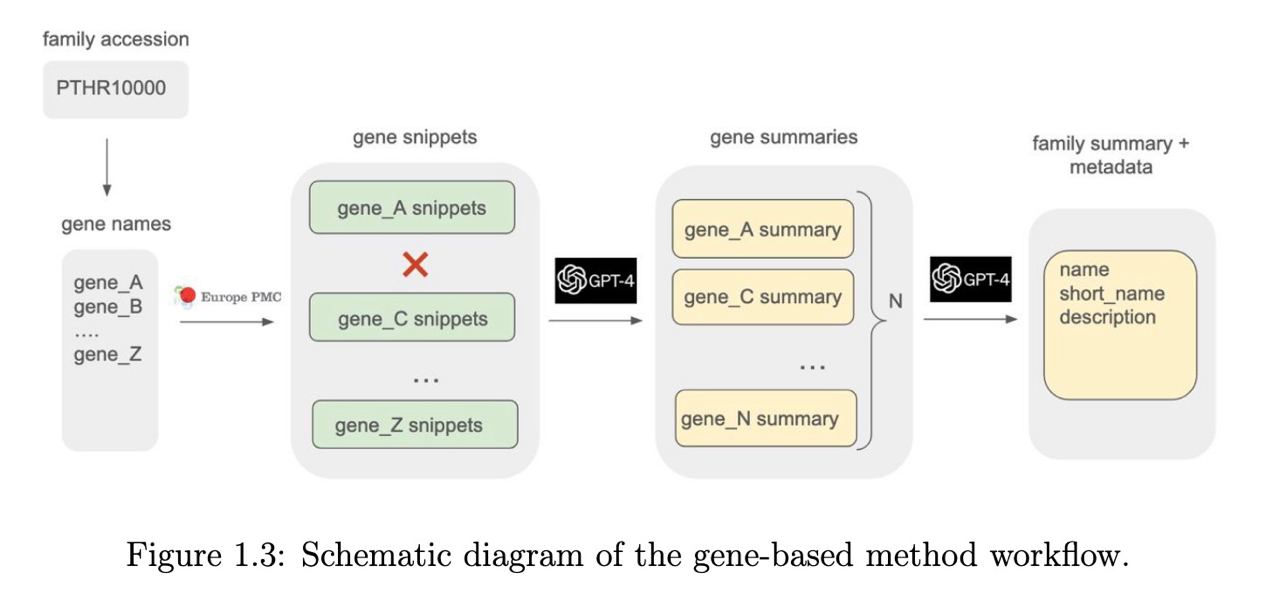 family accession
PTHR10000
gene names
gene_A
gene_B
....
gene_Z
Europe PMC
gene snippets
gene_A snippets
gene_C snippets
...
gene_Z snippets
GPT-4
gene summaries
gene_A summary
gene_C summary
...
gene_N summary
N
GPT-4
family summary +
metadata
name
short_name
description
Figure 1.3: Schematic diagram of the gene-based method workflow.